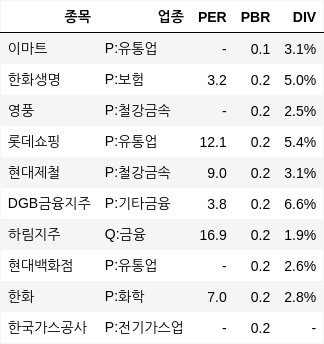 종목 업종 PER PBR DIV
이마트 P:유통업 - 0.1 3.1%
한화생명 P:보험 3.2 0.2 5.0%
영풍 P:철강금속 - 0.2 2.5%
롯데쇼핑 P:유통업 12.1 0.2 5.4%
현대제철 P:철강금속 9.0 0.2 3.1%
DGB금융지주 P:기타금융 3.8 0.2 6.6%
하림지주 Q:금융 16.9 0.2 1.9%
현대백화점 P:유통업 - 0.2 2.6%
한화 P:화학 7.0 0.2 2.8%
한국가스공사 P:전기가스업 - 0.2 -